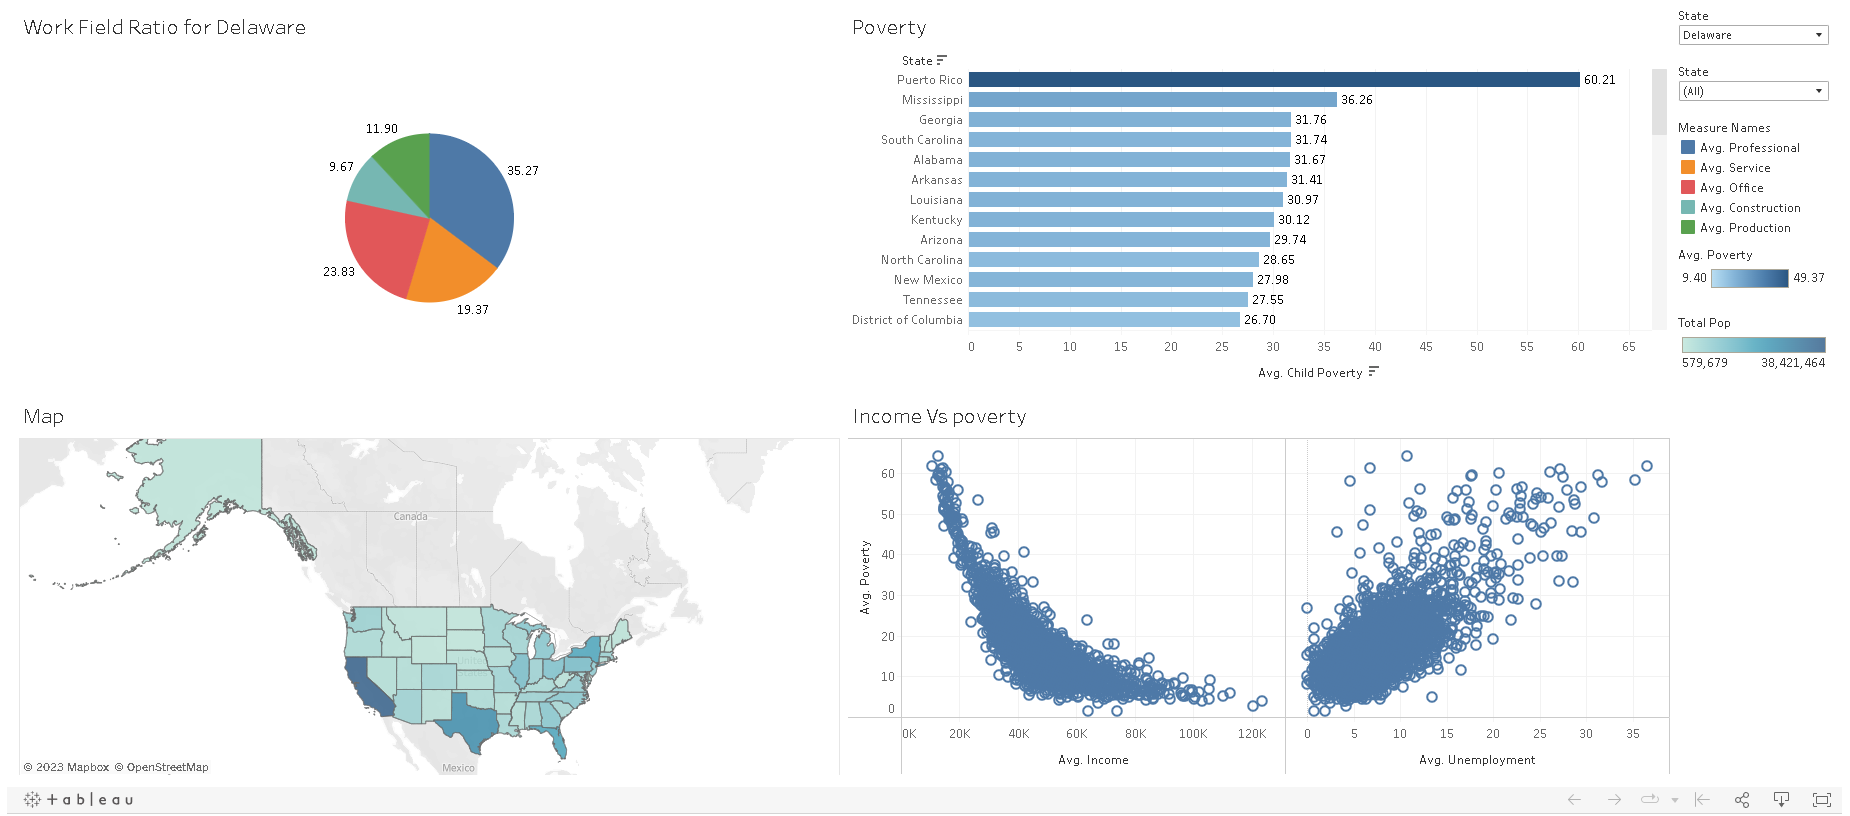 Work Field Ratio for Delaware
11.90
9.67
35.27
23.83
19.37
Poverty
State
Puerto Rico 60.21
Mississippi 36.26
Georgia 31.76
South Carolina 31.74
Alabama 31.67
Arkansas 31.41
Louisiana 30.97
Kentucky 30.12
Arizona 29.74
North Carolina 28.65
New Mexico 27.98
Tennessee 27.55
District of Columbia 26.70
0 5 10 15 20 25 30 35 40 45 50 55 60 65
Avg. Child Poverty
State
Delaware
State
(All)
Measure Names
Avg. Professional
Avg. Service
Avg. Office
Avg. Construction
Avg. Production
Avg. Poverty
9.40 49.37
Total Pop
579,679 38,421,464
Map
Canada
United
States
Mexico
© 2023 Mapbox © OpenStreetMap
Income Vs poverty
Avg. Poverty
60
50
40
30
20
10
0
0K 20K 40K 60K 80K 100K 120K
Avg. Income
0 5 10 15 20 25 30 35
Avg. Unemployment
+ a b l e a u